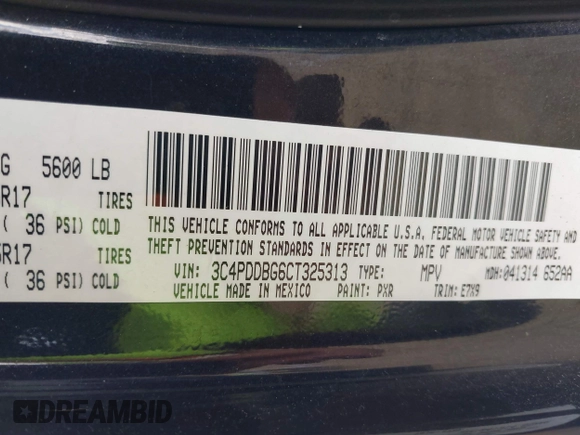 G 5600 LB
R17 TIRES
( 36 PSI) COLD
5R17 TIRES
( 36 PSI) COLD
THIS VEHICLE CONFORMS TO ALL APPLICABLE U.S.A. FEDERAL MOTOR VEHICLE SAFETY AND
THEFT PREVENTION STANDARDS IN EFFECT ON THE DATE OF MANUFACTURE SHOWN ABOVE.
VIN: 3C4PDDBG6CT325313 TYPE: MPV MDH: 041314 652AA
VEHICLE MADE IN MEXICO PAINT: PXR TRIM: E7X9
DREAMBID